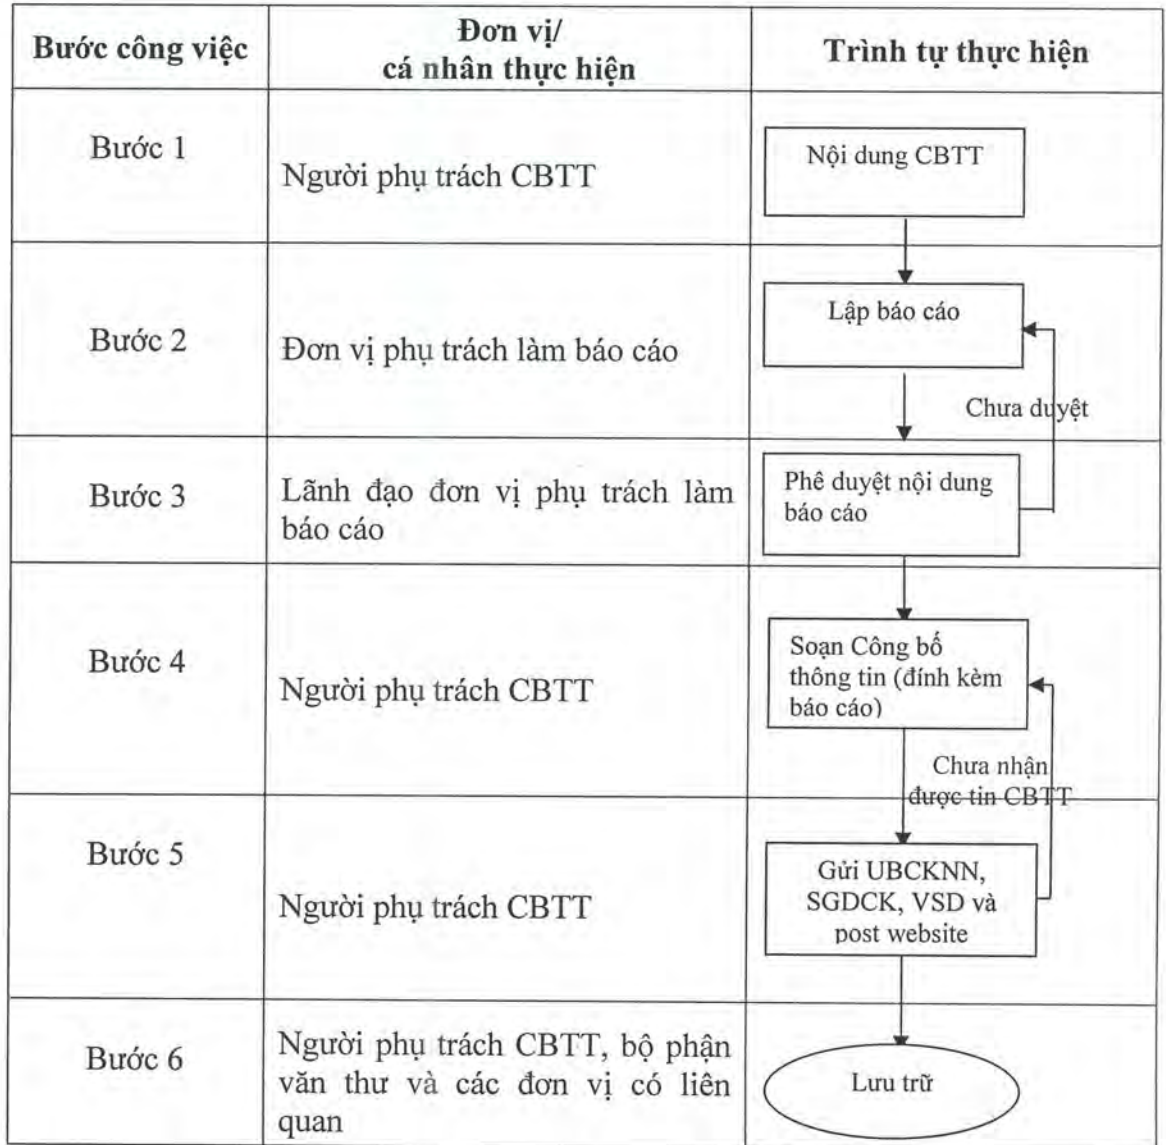 Bước công việc
Đơn vị/
cá nhân thực hiện
Trình tự thực hiện
Bước 1
Người phụ trách CBTT
Nội dung CBTT
Bước 2
Đơn vị phụ trách làm báo cáo
Lập báo cáo
Chưa duyệt
Bước 3
Lãnh đạo đơn vị phụ trách làm
báo cáo
Phê duyệt nội dung
báo cáo
Bước 4
Người phụ trách CBTT
Soạn Công bố
thông tin (đính kèm
báo cáo)
Chưa nhận
được tin CBTT
Bước 5
Người phụ trách CBTT
Gửi UBCKNN,
SGDCK, VSD và
post website
Bước 6
Người phụ trách CBTT, bộ phận
văn thư và các đơn vị có liên
quan
Lưu trữ